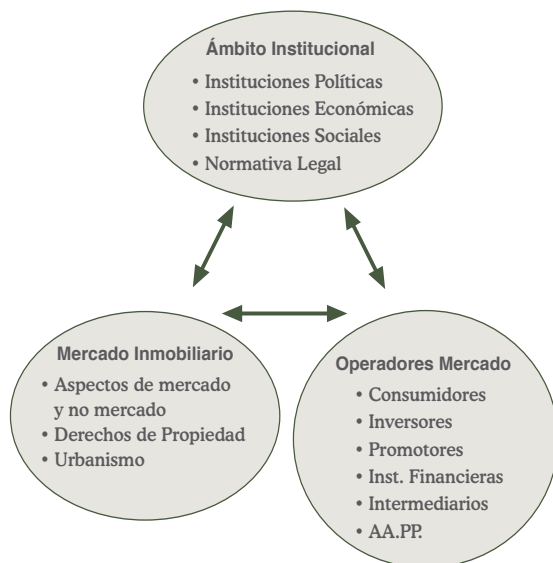 Ámbito Institucional
• Instituciones Políticas
• Instituciones Económicas
• Instituciones Sociales
• Normativa Legal
Mercado Inmobiliario
• Aspectos de mercado
y no mercado
• Derechos de Propiedad
• Urbanismo
Operadores Mercado
• Consumidores
• Inversores
• Promotores
• Inst. Financieras
• Intermediarios
• AA.PP.